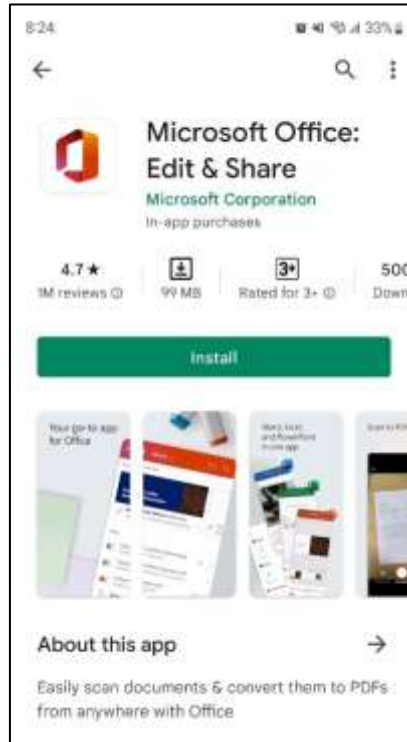 8:24
33%
Microsoft Office:
Edit & Share
Microsoft Corporation
In-app purchases
4.7★
1M reviews
99 MB
3+
Rated for 3+
500
Down
Install
Your go-to app
for Office
Word, Excel
and PowerPoint
in one app
About this app
Easily scan documents & convert them to PDFs
from anywhere with Office